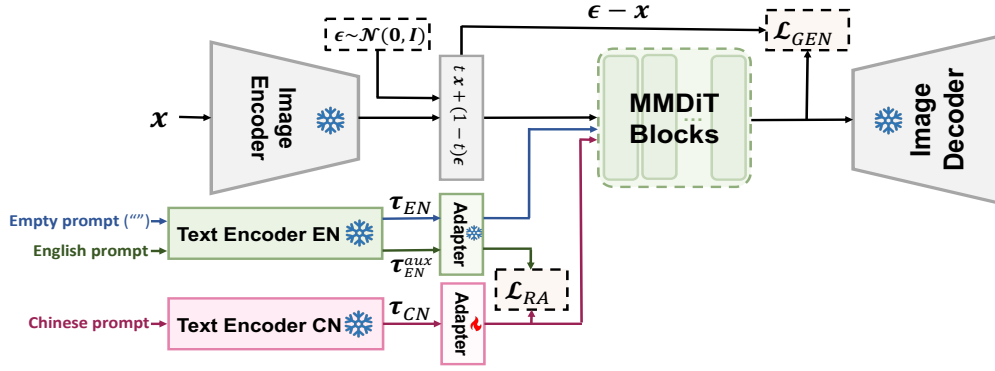 ϵ − x
ϵ~𝒩(0, I)
ℒ_GEN
x
Image
Encoder
t x + (1 − t)ϵ
MMDiT
Blocks
...
Image
Decoder
Empty prompt (“”)
English prompt
Text Encoder EN
τ_EN
τ_EN^aux
Adapter
ℒ_RA
Chinese prompt
Text Encoder CN
τ_CN
Adapter